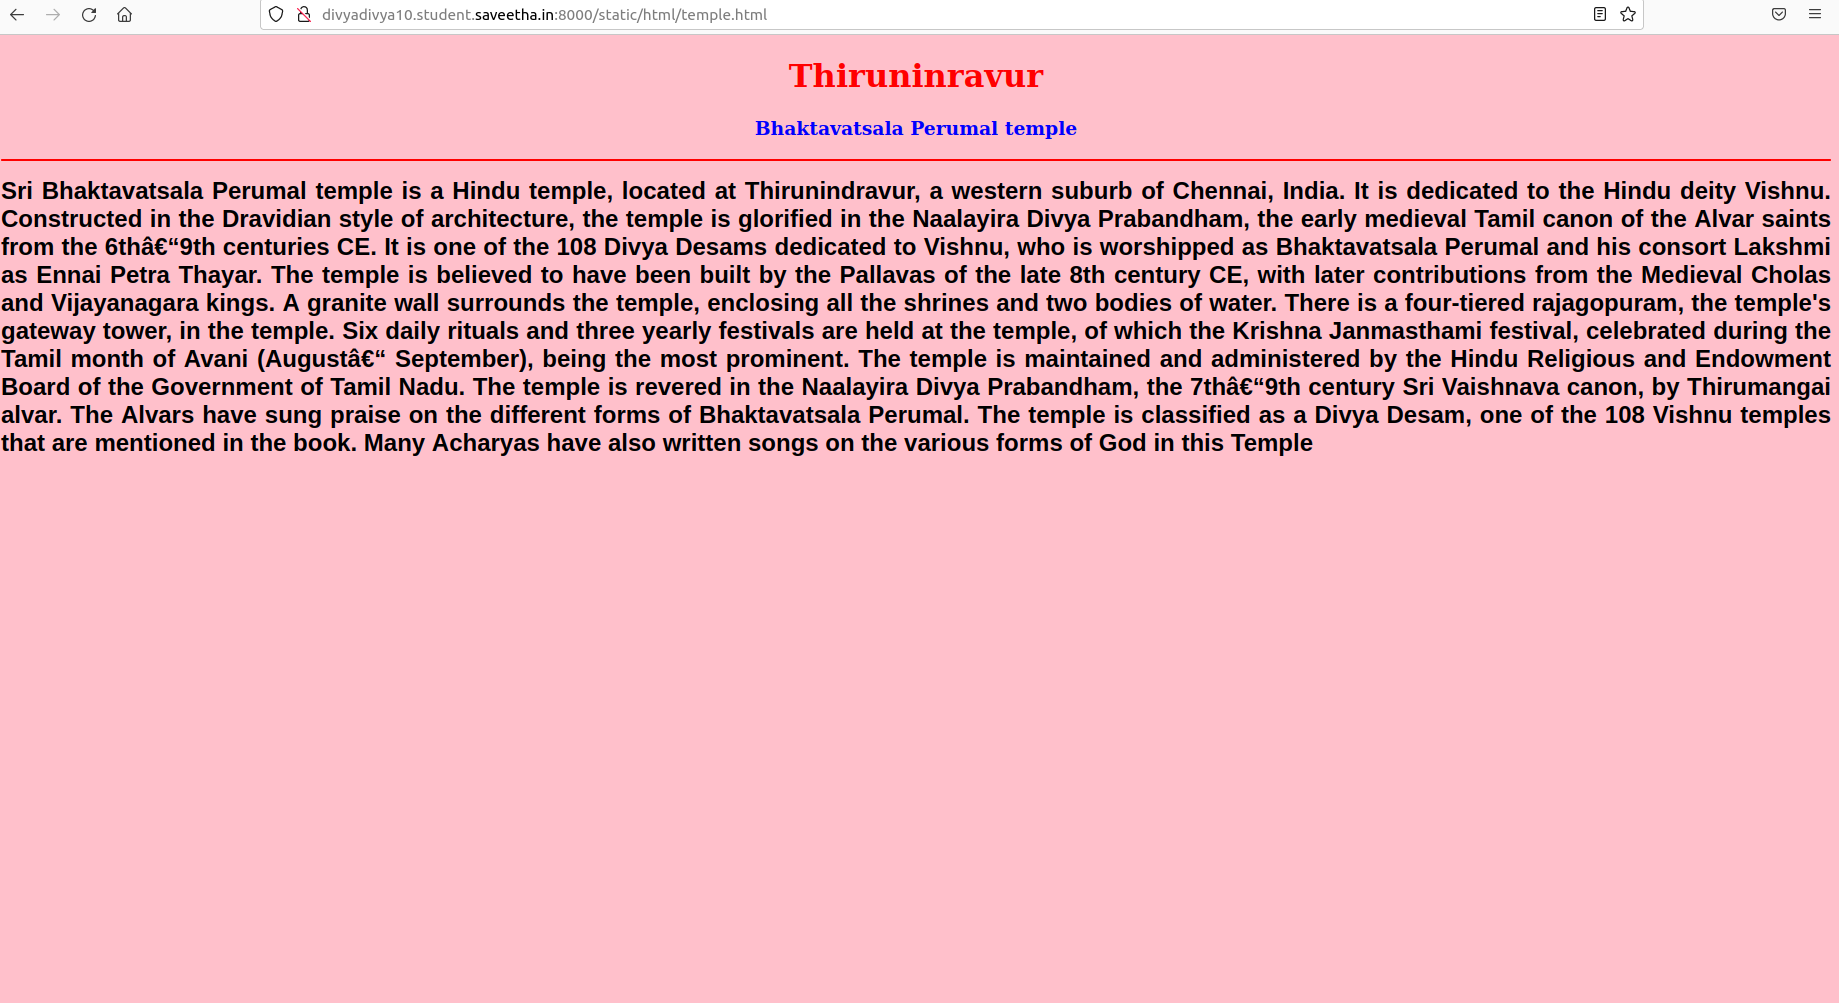 divyadivya10.student.saveetha.in:8000/static/html/temple.html
Thiruninravur
Bhaktavatsala Perumal temple
Sri Bhaktavatsala Perumal temple is a Hindu temple, located at Thirunindravur, a western suburb of Chennai, India. It is dedicated to the Hindu deity Vishnu.
Constructed in the Dravidian style of architecture, the temple is glorified in the Naalayira Divya Prabandham, the early medieval Tamil canon of the Alvar saints
from the 6thâ€“9th centuries CE. It is one of the 108 Divya Desams dedicated to Vishnu, who is worshipped as Bhaktavatsala Perumal and his consort Lakshmi
as Ennai Petra Thayar. The temple is believed to have been built by the Pallavas of the late 8th century CE, with later contributions from the Medieval Cholas
and Vijayanagara kings. A granite wall surrounds the temple, enclosing all the shrines and two bodies of water. There is a four-tiered rajagopuram, the temple's
gateway tower, in the temple. Six daily rituals and three yearly festivals are held at the temple, of which the Krishna Janmasthami festival, celebrated during the
Tamil month of Avani (Augustâ€“ September), being the most prominent. The temple is maintained and administered by the Hindu Religious and Endowment
Board of the Government of Tamil Nadu. The temple is revered in the Naalayira Divya Prabandham, the 7thâ€“9th century Sri Vaishnava canon, by Thirumangai
alvar. The Alvars have sung praise on the different forms of Bhaktavatsala Perumal. The temple is classified as a Divya Desam, one of the 108 Vishnu temples
that are mentioned in the book. Many Acharyas have also written songs on the various forms of God in this Temple